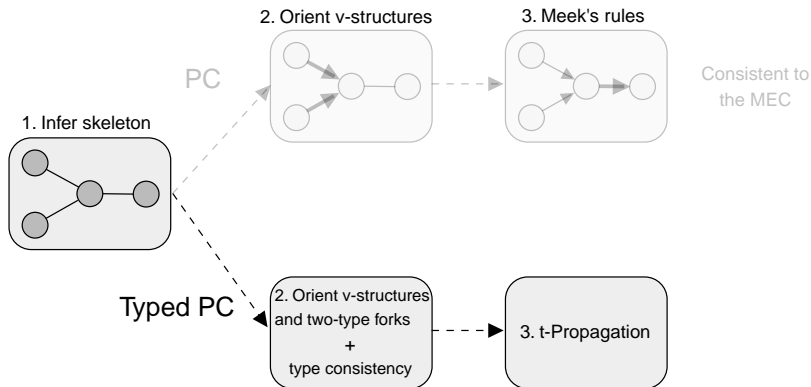 2. Orient v-structures
3. Meek's rules
PC
Consistent to
the MEC
1. Infer skeleton
Typed PC
2. Orient v-structures
and two-type forks
+
type consistency
3. t-Propagation